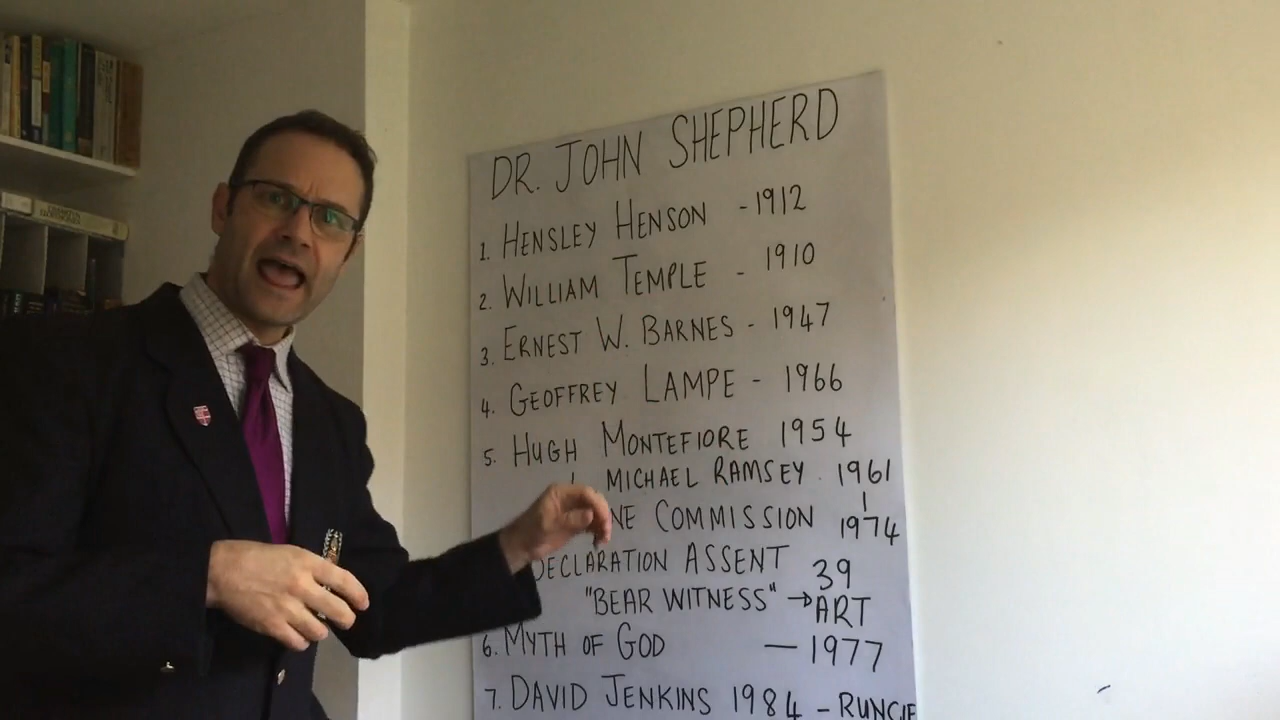 DR. JOHN SHEPHERD
1. HENSLEY HENSON - 1912
2. WILLIAM TEMPLE - 1910
3. ERNEST W. BARNES - 1947
4. GEOFFREY LAMPE - 1966
5. HUGH MONTEFIORE 1954
MICHAEL RAMSEY . 1961
NE COMMISSION 1974
DECLARATION ASSENT 39
"BEAR WITNESS" → ART
6. MYTH OF GOD — 1977
7. DAVID JENKINS 1984 - RUNCIE